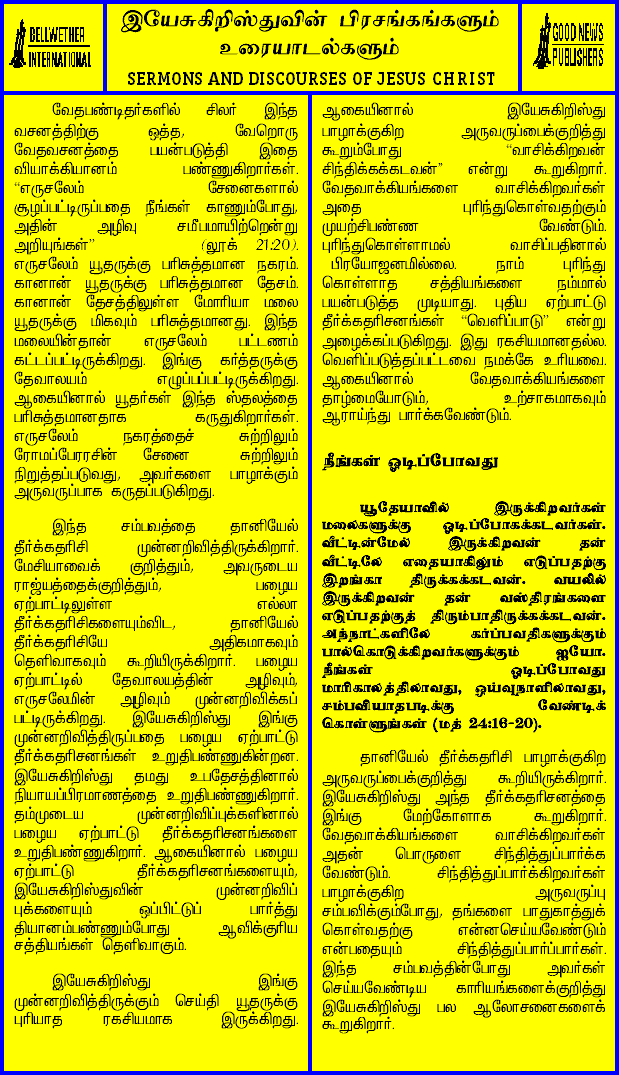 BELLWETHER
INTERNATIONAL
இயேசுகிறிஸ்துவின் பிரசங்கங்களும்
உரையாடல்களும்
SERMONS AND DISCOURSES OF JESUS CHRIST
GOOD NEWS
PUBLISHERS
வேதபண்டிதர்களில் சிலர் இந்த
வசனத்திற்கு ஒத்த, வேறொரு
வேதவசனத்தை பயன்படுத்தி இதை
வியாக்கியானம் பண்ணுகிறார்கள்.
“எருசலேம் சேனைகளால்
சூழப்பட்டிருப்பதை நீங்கள் காணும்போது,
அதின் அழிவு சமீபமாயிற்றென்று
அறியுங்கள்” (லூக் 21:20).
எருசலேம் யூதருக்கு பரிசுத்தமான நகரம்.
கானான் யூதருக்கு பரிசுத்தமான தேசம்.
கானான் தேசத்திலுள்ள மோரியா மலை
யூதருக்கு மிகவும் பரிசுத்தமானது. இந்த
மலையின்தான் எருசலேம் பட்டணம்
கட்டப்பட்டிருக்கிறது. இங்கு கர்த்தருக்கு
தேவாலயம் எழுப்பப்பட்டிருக்கிறது.
ஆகையினால் யூதர்கள் இந்த ஸ்தலத்தை
பரிசுத்தமானதாக கருதுகிறார்கள்.
எருசலேம் நகரத்தைச் சுற்றிலும்
ரோமப்பேரரசின் சேனை சுற்றிலும்
நிறுத்தப்படுவது, அவர்களை பாழாக்கும்
அருவருப்பாக கருதப்படுகிறது.
இந்த சம்பவத்தை தானியேல்
தீர்க்கதரிசி முன்னறிவித்திருக்கிறார்.
மேசியாவைக் குறித்தும், அவருடைய
ராஜ்யத்தைக்குறித்தும், பழைய
ஏற்பாட்டிலுள்ள எல்லா
தீர்க்கதரிசிகளையும்விட, தானியேல்
தீர்க்கதரிசியே அதிகமாகவும்
தெளிவாகவும் கூறியிருக்கிறார். பழைய
ஏற்பாட்டில் தேவாலயத்தின் அழிவும்,
எருசலேமின் அழிவும் முன்னறிவிக்கப்
பட்டிருக்கிறது. இயேசுகிறிஸ்து இங்கு
முன்னறிவித்திருப்பதை பழைய ஏற்பாட்டு
தீர்க்கதரிசனங்கள் உறுதிபண்ணுகின்றன.
இயேசுகிறிஸ்து தமது உபதேசத்தினால்
நியாயப்பிரமாணத்தை உறுதிபண்ணுகிறார்.
தம்முடைய முன்னறிவிப்புக்களினால்
பழைய ஏற்பாட்டு தீர்க்கதரிசனங்களை
உறுதிபண்ணுகிறார். ஆகையினால் பழைய
ஏற்பாட்டு தீர்க்கதரிசனங்களையும்,
இயேசுகிறிஸ்துவின் முன்னறிவிப்
புக்களையும் ஒப்பிட்டுப் பார்த்து
தியானம்பண்ணும்போது ஆவிக்குரிய
சத்தியங்கள் தெளிவாகும்.
இயேசுகிறிஸ்து இங்கு
முன்னறிவித்திருக்கும் செய்தி யூதருக்கு
புரியாத ரகசியமாக இருக்கிறது.
ஆகையினால் இயேசுகிறிஸ்து
பாழாக்குகிற அருவருப்பைக்குறித்து
கூறும்போது “வாசிக்கிறவன்
சிந்திக்கக்கடவன்” என்று கூறுகிறார்.
வேதவாக்கியங்களை வாசிக்கிறவர்கள்
அதை புரிந்துகொள்வதற்கும்
முயற்சிபண்ண வேண்டும்.
புரிந்துகொள்ளாமல் வாசிப்பதினால்
பிரயோஜனமில்லை. நாம் புரிந்து
கொள்ளாத சத்தியங்களை நம்மால்
பயன்படுத்த முடியாது. புதிய ஏற்பாட்டு
தீர்க்கதரிசனங்கள் “வெளிப்பாடு” என்று
அழைக்கப்படுகிறது. இது ரகசியமானதல்ல.
வெளிப்படுத்தப்பட்டவை நமக்கே உரியவை.
ஆகையினால் வேதவாக்கியங்களை
தாழ்மையோடும், உற்சாகமாகவும்
ஆராய்ந்து பார்க்கவேண்டும்.
நீங்கள் ஓடிப்போவது
யூதேயாவில் இருக்கிறவர்கள்
மலைகளுக்கு ஓடிப்போகக்கடவர்கள்.
வீட்டின்மேல் இருக்கிறவன் தன்
வீட்டிலே எதையாகிலும் எடுப்பதற்கு
இறங்கா திருக்கக்கடவன். வயலில்
இருக்கிறவன் தன் வஸ்திரங்களை
எடுப்பதற்குத் திரும்பாதிருக்கக்கடவன்.
அந்நாட்களிலே கர்ப்பவதிகளுக்கும்
பால்கொடுக்கிறவர்களுக்கும் ஐயோ.
நீங்கள் ஓடிப்போவது
மாரிகாலத்திலாவது, ஓய்வுநாளிலாவது,
சம்பவியாதபடிக்கு வேண்டிக்
கொள்ளுங்கள் (மத் 24:16-20).
தானியேல் தீர்க்கதரிசி பாழாக்குகிற
அருவருப்பைக்குறித்து கூறியிருக்கிறார்.
இயேசுகிறிஸ்து அந்த தீர்க்கதரிசனத்தை
இங்கு மேற்கோளாக கூறுகிறார்.
வேதவாக்கியங்களை வாசிக்கிறவர்கள்
அதன் பொருளை சிந்தித்துப்பார்க்க
வேண்டும். சிந்தித்துப்பார்க்கிறவர்கள்
பாழாக்குகிற அருவருப்பு
சம்பவிக்கும்போது, தங்களை பாதுகாத்துக்
கொள்வதற்கு என்னசெய்யவேண்டும்
என்பதையும் சிந்தித்துப்பார்ப்பார்கள்.
இந்த சம்பவத்தின்போது அவர்கள்
செய்யவேண்டிய காரியங்களைக்குறித்து
இயேசுகிறிஸ்து பல ஆலோசனைகளைக்
கூறுகிறார்.